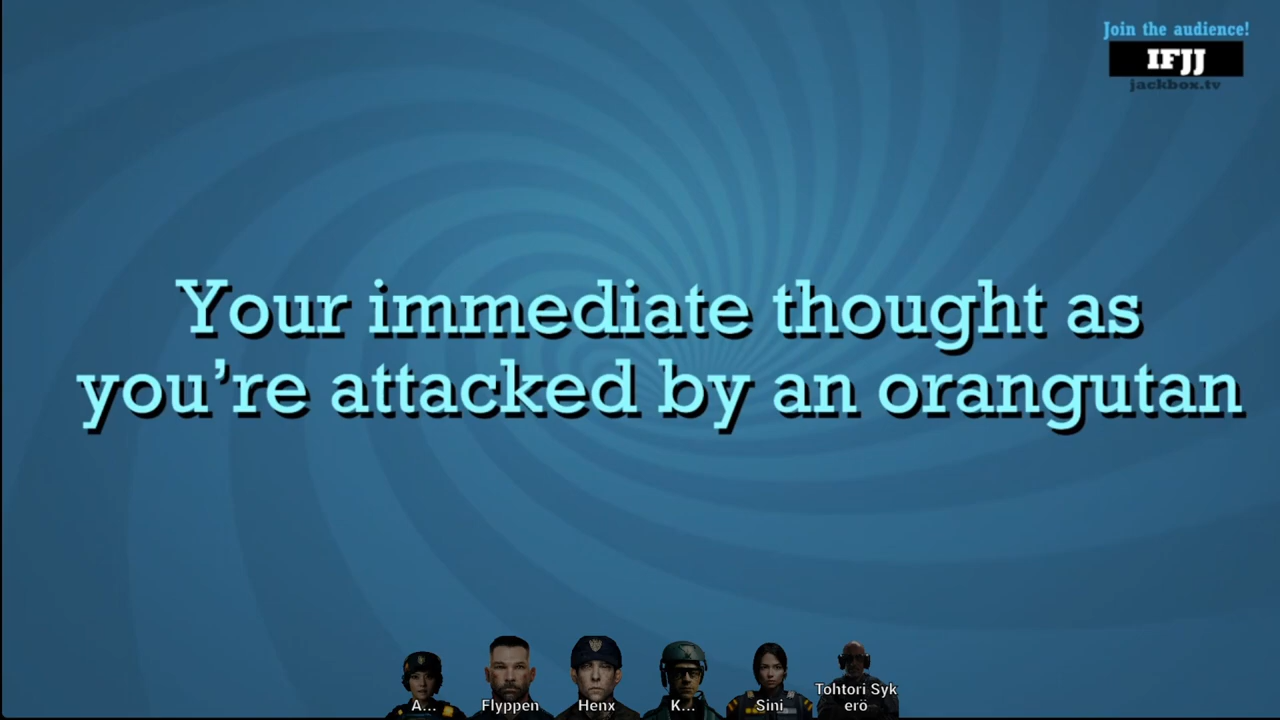 Join the audience!
IFJJ
jackbox.tv
Your immediate thought as
you're attacked by an orangutan
A...
Flyppen
Henx
K...
Sini
Tohtori Syk
erö